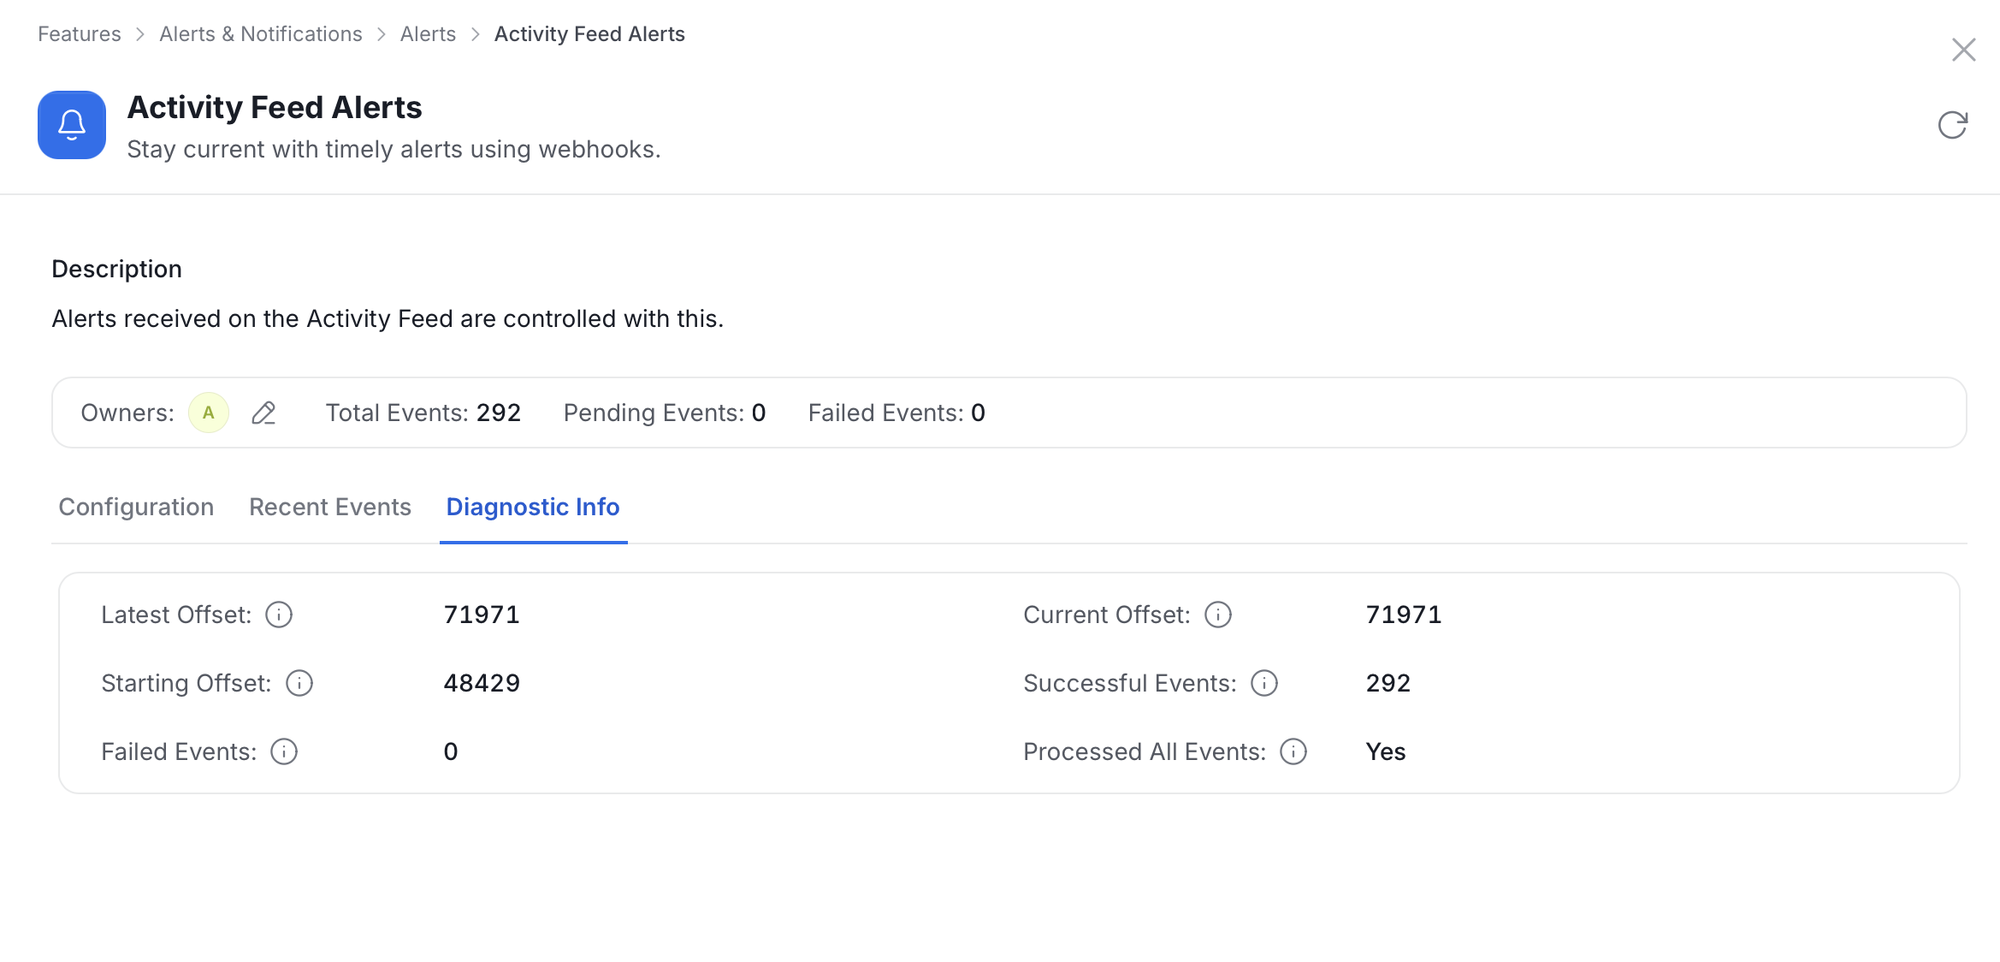 Features > Alerts & Notifications > Alerts > Activity Feed Alerts
Activity Feed Alerts
Stay current with timely alerts using webhooks.
Description
Alerts received on the Activity Feed are controlled with this.
Owners: A Total Events: 292 Pending Events: 0 Failed Events: 0
Configuration Recent Events Diagnostic Info
Latest Offset: 71971 Current Offset: 71971
Starting Offset: 48429 Successful Events: 292
Failed Events: 0 Processed All Events: Yes